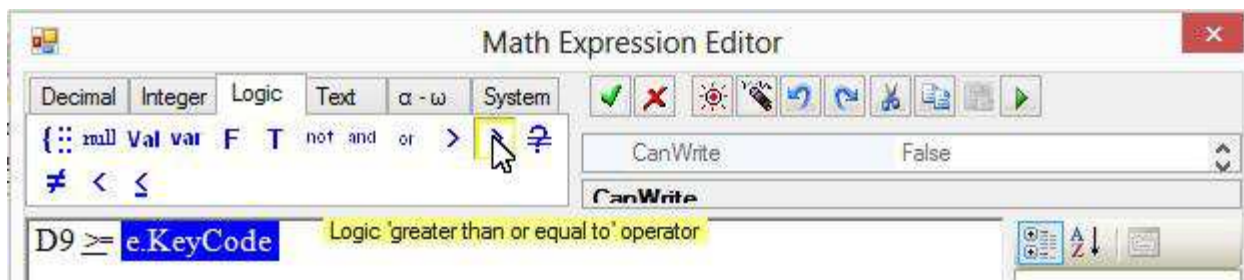 Math Expression Editor
Decimal Integer Logic Text α - ω System
null Val var F T not and or >
≠ < ≤
CanWrite False
CanWrite
D9 >= e.KeyCode
Logic 'greater than or equal to' operator